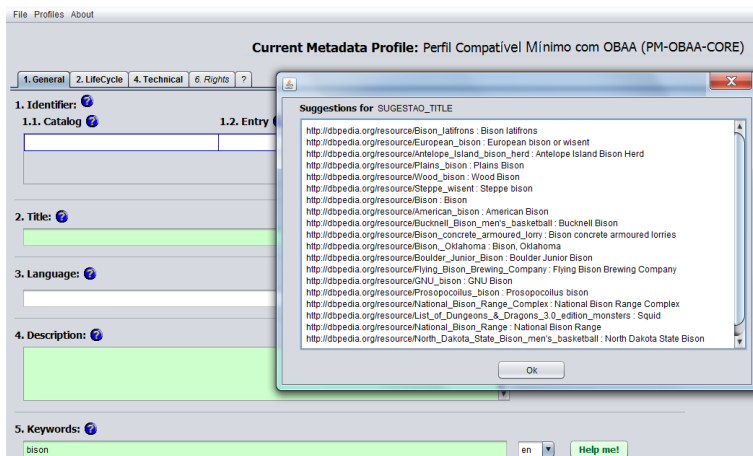 File Profiles About
Current Metadata Profile: Perfil Compatível Mínimo com OBAA (PM-OBAA-CORE)
1. General 2. LifeCycle 4. Technical 6. Rights ?
1. Identifier: ?
1.1. Catalog ? 1.2. Entry
2. Title: ?
3. Language: ?
4. Description: ?
5. Keywords: ?
bison en Help me!
Suggestions for SUGESTAO_TITLE
http://dbpedia.org/resource/Bison_latifrons : Bison latifrons
http://dbpedia.org/resource/European_bison : European bison or wisent
http://dbpedia.org/resource/Antelope_Island_bison_herd : Antelope Island Bison Herd
http://dbpedia.org/resource/Plains_bison : Plains Bison
http://dbpedia.org/resource/Wood_bison : Wood Bison
http://dbpedia.org/resource/Steppe_wisent : Steppe bison
http://dbpedia.org/resource/Bison : Bison
http://dbpedia.org/resource/American_bison : American Bison
http://dbpedia.org/resource/Bucknell_Bison_men's_basketball : Bucknell Bison
http://dbpedia.org/resource/Bison_concrete_armoured_lorry : Bison concrete armoured lorries
http://dbpedia.org/resource/Bison,_Oklahoma : Bison, Oklahoma
http://dbpedia.org/resource/Boulder_Junior_Bison : Boulder Junior Bison
http://dbpedia.org/resource/Flying_Bison_Brewing_Company : Flying Bison Brewing Company
http://dbpedia.org/resource/GNU_bison : GNU Bison
http://dbpedia.org/resource/Prosopocoilus_bison : Prosopocoilus bison
http://dbpedia.org/resource/National_Bison_Range_Complex : National Bison Range Complex
http://dbpedia.org/resource/List_of_Dungeons_&_Dragons_3.0_edition_monsters : Squid
http://dbpedia.org/resource/National_Bison_Range : National Bison Range
http://dbpedia.org/resource/North_Dakota_State_Bison_men's_basketball : North Dakota State Bison
Ok